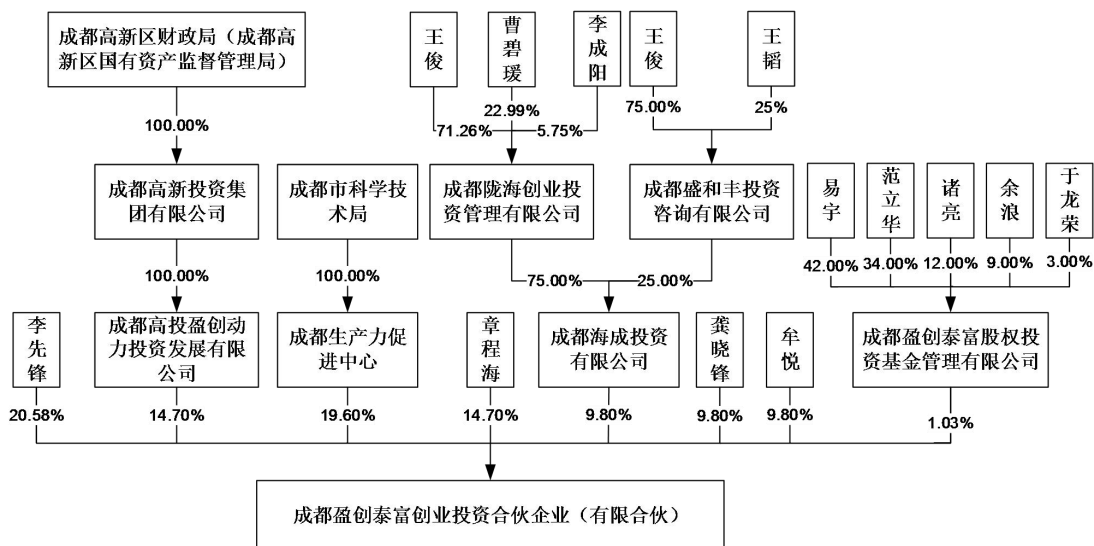 成都高新区财政局（成都高
新区国有资产监督管理局）
王俊
曹碧瑗
李成阳
王俊
王韬
100.00%
71.26%
22.99%
5.75%
75.00%
25%
成都高新投资集
团有限公司
成都市科学技
术局
成都陇海创业投
资管理有限公司
成都盛和丰投资
咨询有限公司
易宇
范立华
诸亮
余浪
于龙荣
100.00%
100.00%
75.00%
25.00%
42.00%
34.00%
12.00%
9.00%
3.00%
李先锋
成都高投盈创动
力投资发展有限
公司
成都生产力促
进中心
章程海
成都海成投资
有限公司
龚晓锋
牟悦
成都盈创泰富股权投
资基金管理有限公司
20.58%
14.70%
19.60%
14.70%
9.80%
9.80%
9.80%
1.03%
成都盈创泰富创业投资合伙企业（有限合伙）